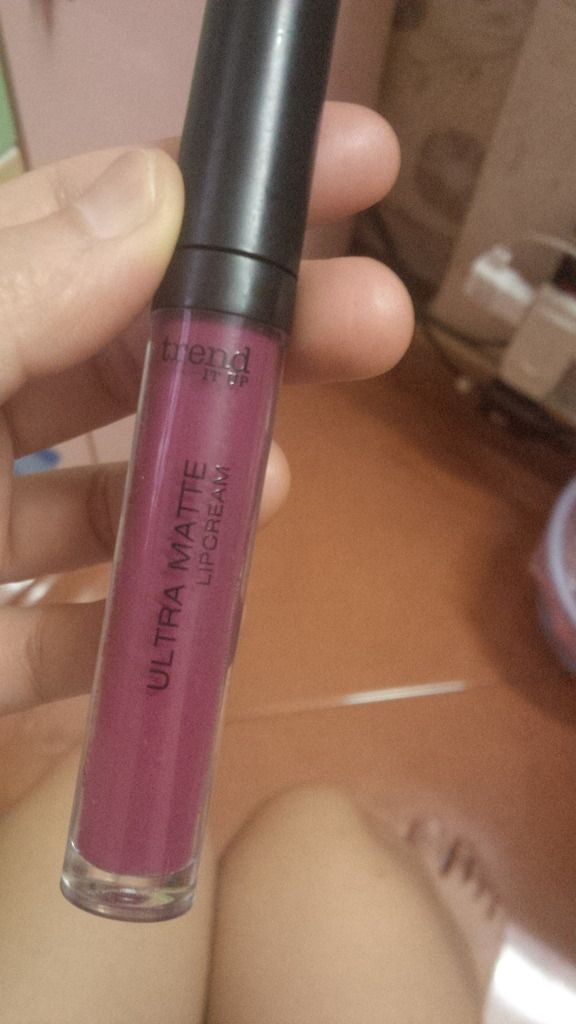 trend
IT UP
ULTRA MATTE
LIPCREAM